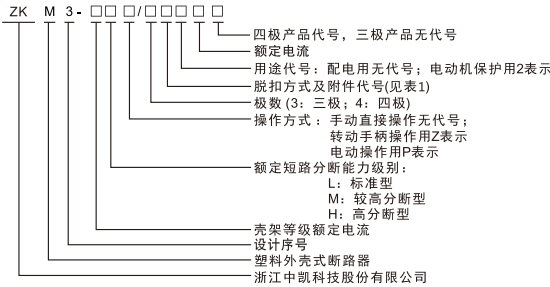 ZK M 3-□□□/□□□□□
四极产品代号，三极产品无代号
额定电流
用途代号：配电用无代号；电动机保护用2表示
脱扣方式及附件代号(见表1)
极数(3：三极；4：四极)
操作方式：手动直接操作无代号；
转动手柄操作用Z表示
电动操作用P表示
额定短路分断能力级别：
L：标准型
M：较高分断型
H：高分断型
壳架等级额定电流
设计序号
塑料外壳式断路器
浙江中凯科技股份有限公司